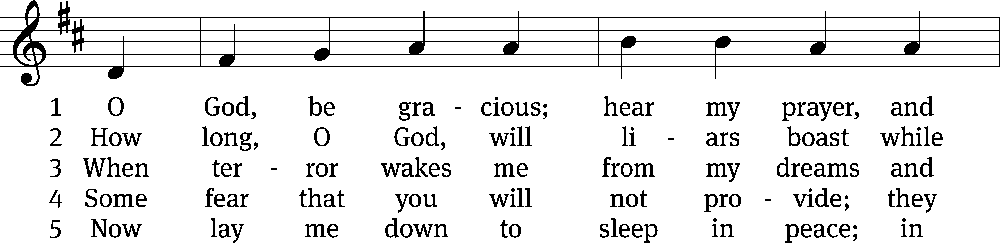 1 O God, be gra - cious; hear my prayer, and
2 How long, O God, will li - ars boast while
3 When ter - ror wakes me from my dreams and
4 Some fear that you will not pro - vide; they
5 Now lay me down to sleep in peace; in